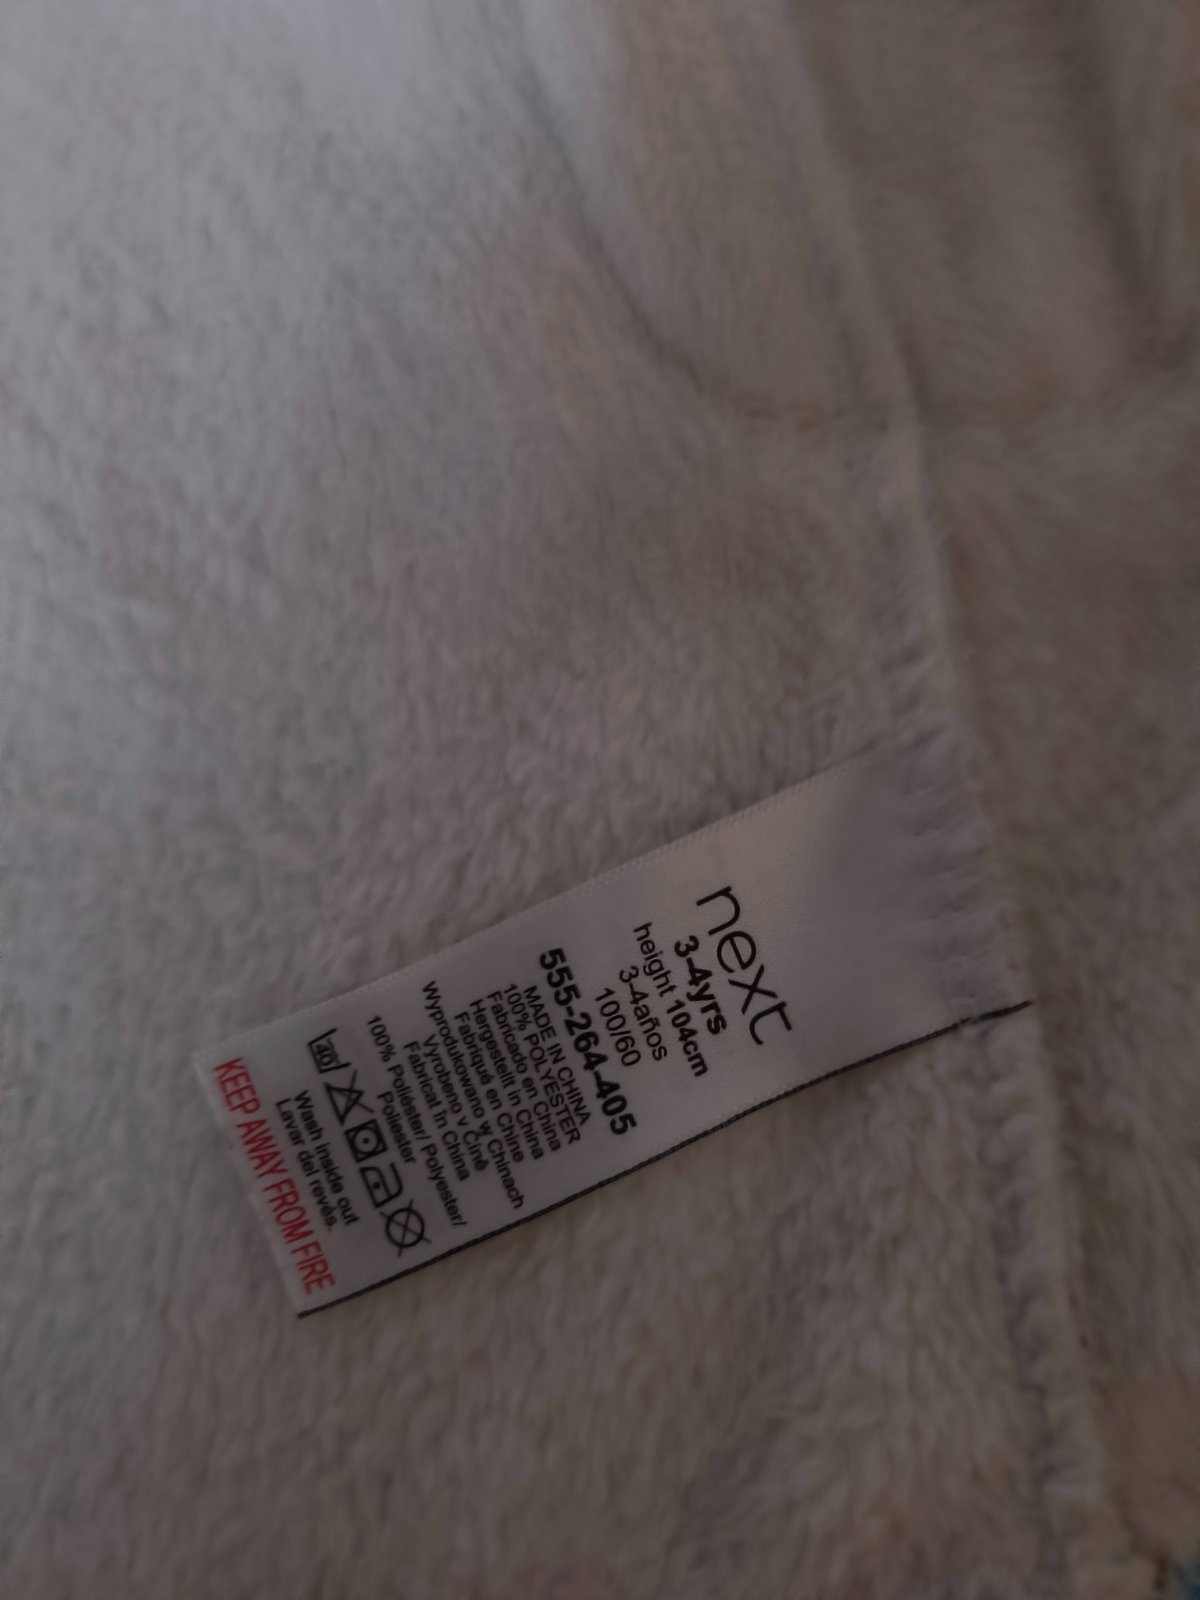 next
3-4yrs
height 104cm
3-4años
100/60
555-264-405
MADE IN CHINA
100% POLYESTER
Fabricado en China
Hergestellt in China
Fabriqué en Chine
Wyprodukowano w Chinach
Vyrobeno v Číně
Fabricat în China
100% Poliéster/ Polyester/
Poliester
40
Wash inside out
Lavar del revés.
KEEP AWAY FROM FIRE